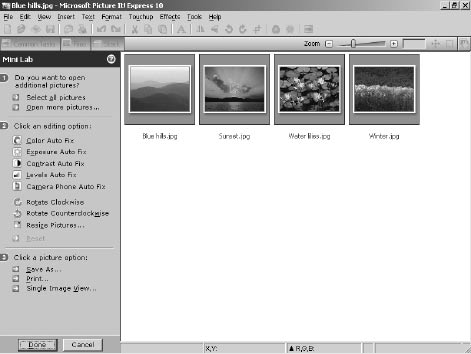 Blue hills.jpg - Microsoft Picture It! Express 10
File Edit View Insert Text Format Touchup Effects Tools Help
Zoom
Common Tasks
Mini Lab
1 Do you want to open
additional pictures?
Select all pictures
Open more pictures...
2 Click an editing option:
Color Auto Fix
Exposure Auto Fix
Contrast Auto Fix
Levels Auto Fix
Camera Phone Auto Fix
Rotate Clockwise
Rotate Counterclockwise
Resize Pictures...
Reset
3 Click a picture option:
Save As...
Print...
Single Image View...
Done Cancel
Blue hills.jpg Sunset.jpg Water lilies.jpg Winter.jpg
X,Y: R,G,B: